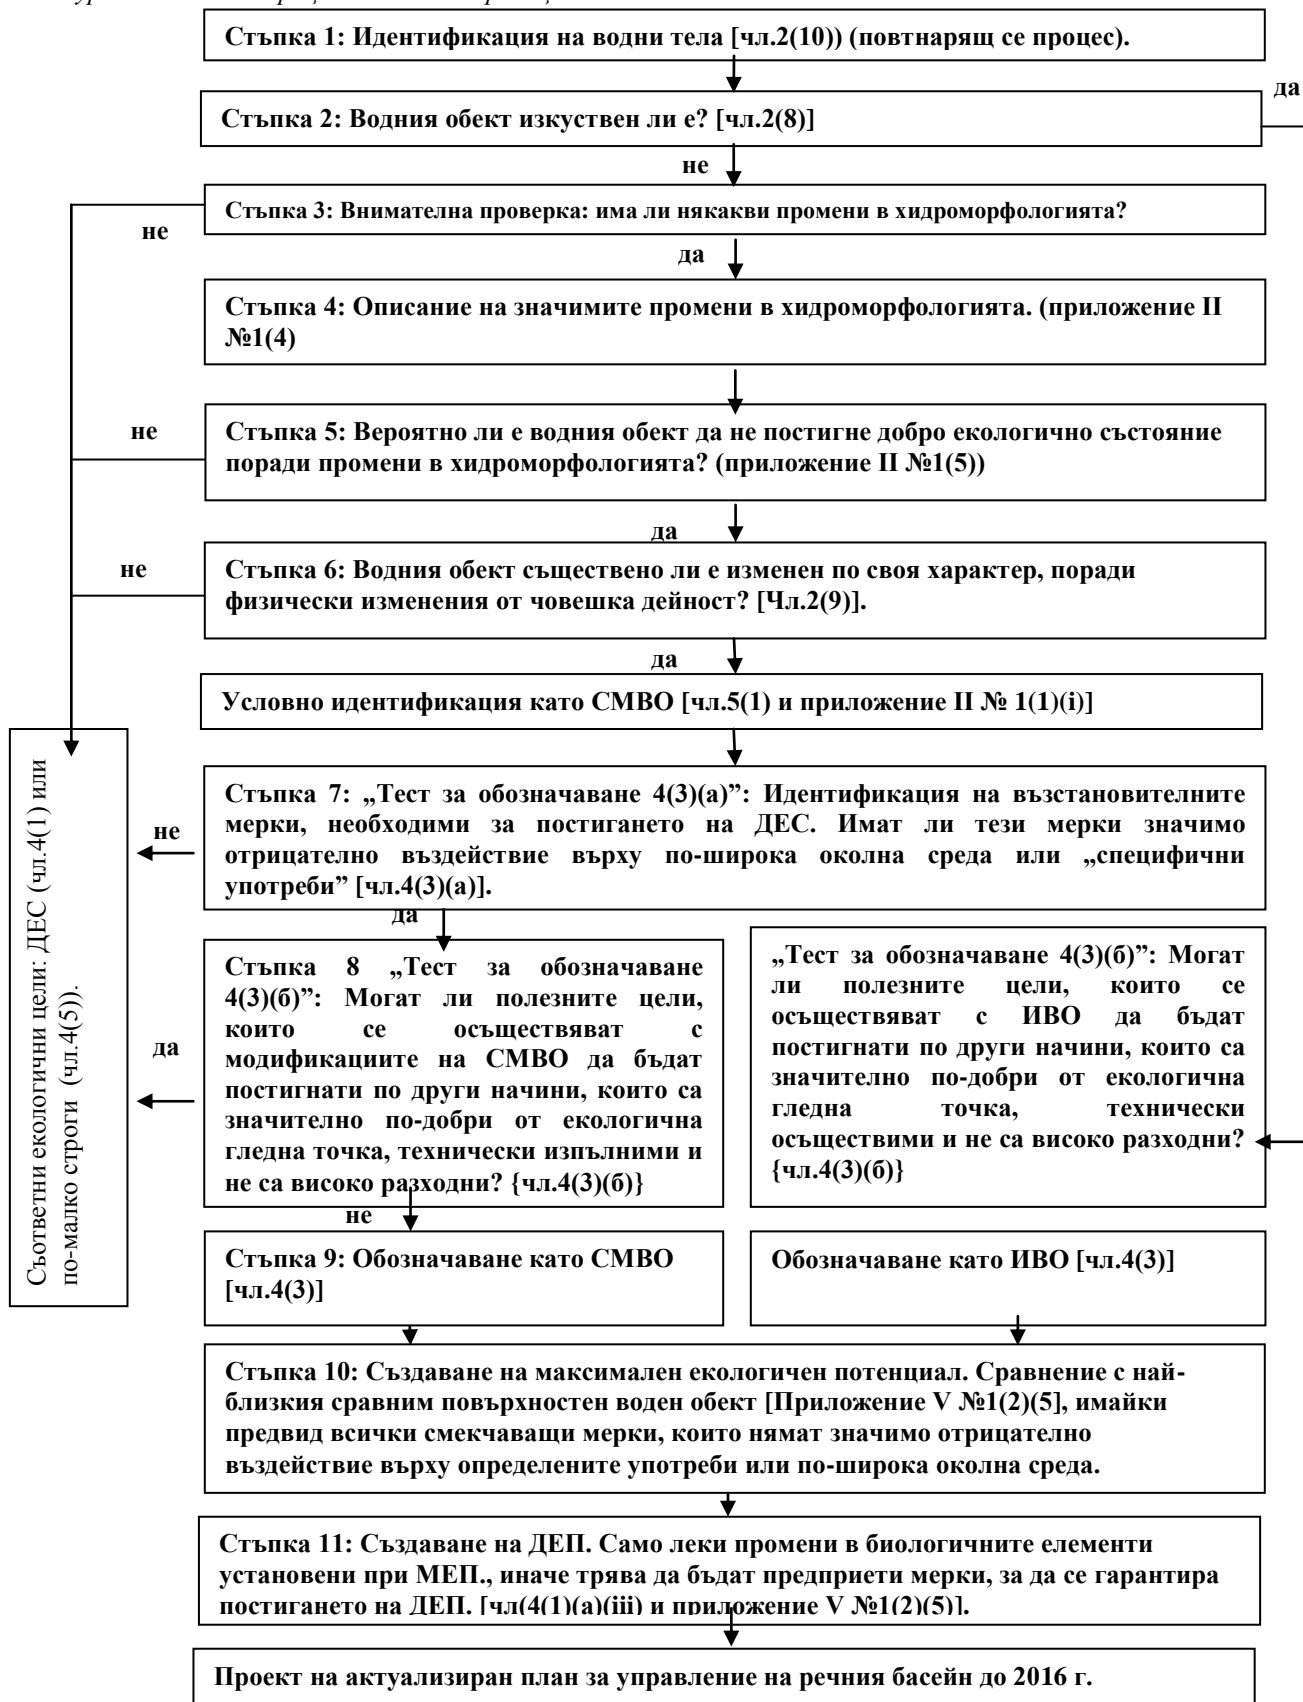 Стъпка 1: Идентификация на водни тела [чл.2(10)) (повтнарящ се процес).
да
Стъпка 2: Водния обект изкуствен ли е? [чл.2(8]
не
Стъпка 3: Внимателна проверка: има ли някакви промени в хидроморфологията?
не
да
Стъпка 4: Описание на значимите промени в хидроморфологията. (приложение II
№1(4)
не
Стъпка 5: Вероятно ли е водния обект да не постигне добро екологично състояние
поради промени в хидроморфологията? (приложение II №1(5))
да
не
Стъпка 6: Водния обект съществено ли е изменен по своя характер, поради
физически изменения от човешка дейност? [Чл.2(9)].
да
Условно идентификация като СМВО [чл.5(1) и приложение II № 1(1)(i)]
Съответни екологични цели: ДЕС (чл.4(1) или
по-малко строги (чл.4(5)).
Стъпка 7: „Тест за обозначаване 4(3)(а)”: Идентификация на възстановителните
мерки, необходими за постигането на ДЕС. Имат ли тези мерки значимо
отрицателно въздействие върху по-широка околна среда или „специфични
употреби” [чл.4(3)(а)].
не
да
Стъпка 8 „Тест за обозначаване
4(3)(б)”: Могат ли полезните цели,
които се осъществяват с
модификациите на СМВО да бъдат
постигнати по други начини, които са
значително по-добри от екологична
гледна точка, технически изпълними и
не са високо разходни? {чл.4(3)(б)}
да
„Тест за обозначаване 4(3)(б)”: Могат
ли полезните цели, които се
осъществяват с ИВО да бъдат
постигнати по други начини, които са
значително по-добри от екологична
гледна точка, технически
осъществими и не са високо разходни?
{чл.4(3)(б)}
не
Стъпка 9: Обозначаване като СМВО
[чл.4(3)]
Обозначаване като ИВО [чл.4(3)]
Стъпка 10: Създаване на максимален екологичен потенциал. Сравнение с най-
близкия сравним повърхностен воден обект [Приложение V №1(2)(5], имайки
предвид всички смекчаващи мерки, които нямат значимо отрицателно
въздействие върху определените употреби или по-широка околна среда.
Стъпка 11: Създаване на ДЕП. Само леки промени в биологичните елементи
установени при МЕП., иначе трява да бъдат предприети мерки, за да се гарантира
постигането на ДЕП. [чл(4(1)(а)(iii) и приложение V №1(2)(5)].
Проект на актуализиран план за управление на речния басейн до 2016 г.